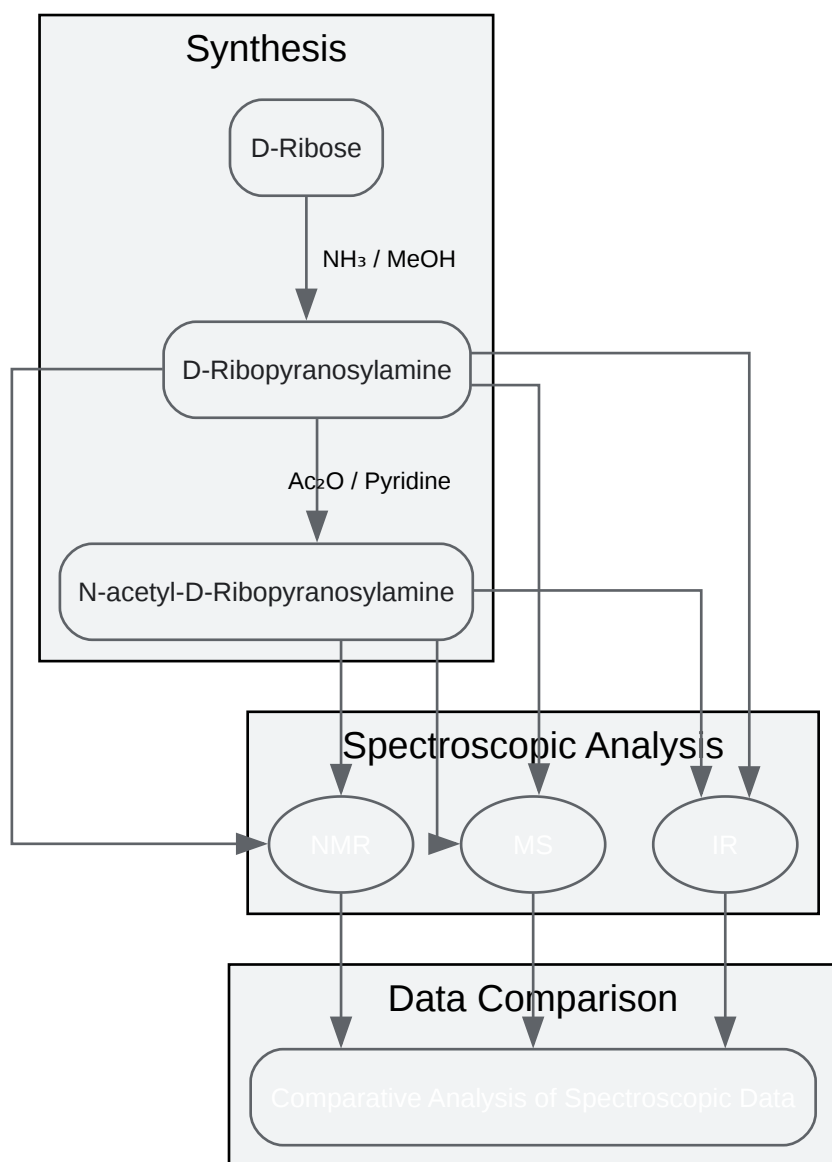 Synthesis
D-Ribose
NH₃ / MeOH
D-Ribopyranosylamine
Ac₂O / Pyridine
N-acetyl-D-Ribopyranosylamine
Spectroscopic Analysis
NMR
MS
IR
Data Comparison
Comparative Analysis of Spectroscopic Data